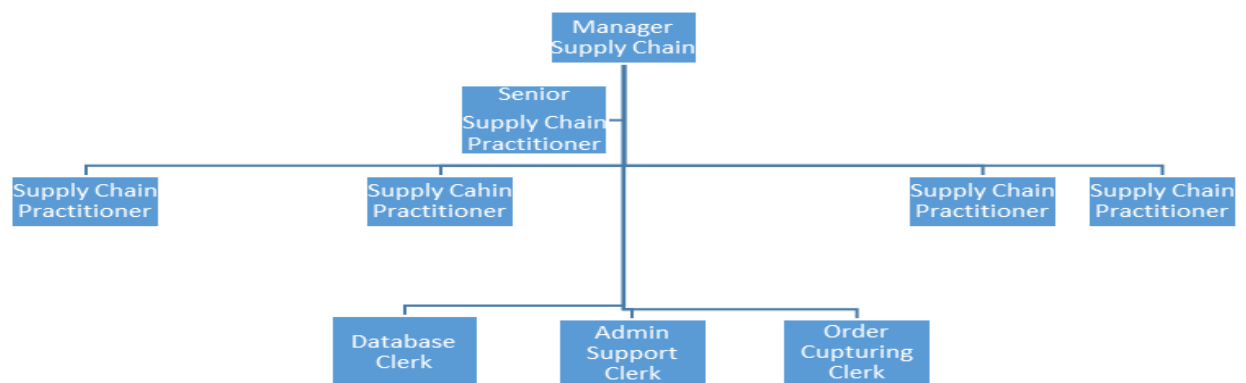 Manager
Supply Chain
Senior
Supply Chain
Practitioner
Supply Chain
Practitioner
Supply Cahin
Practitioner
Supply Chain
Practitioner
Supply Chain
Practitioner
Database
Clerk
Admin
Support
Clerk
Order
Cupturing
Clerk